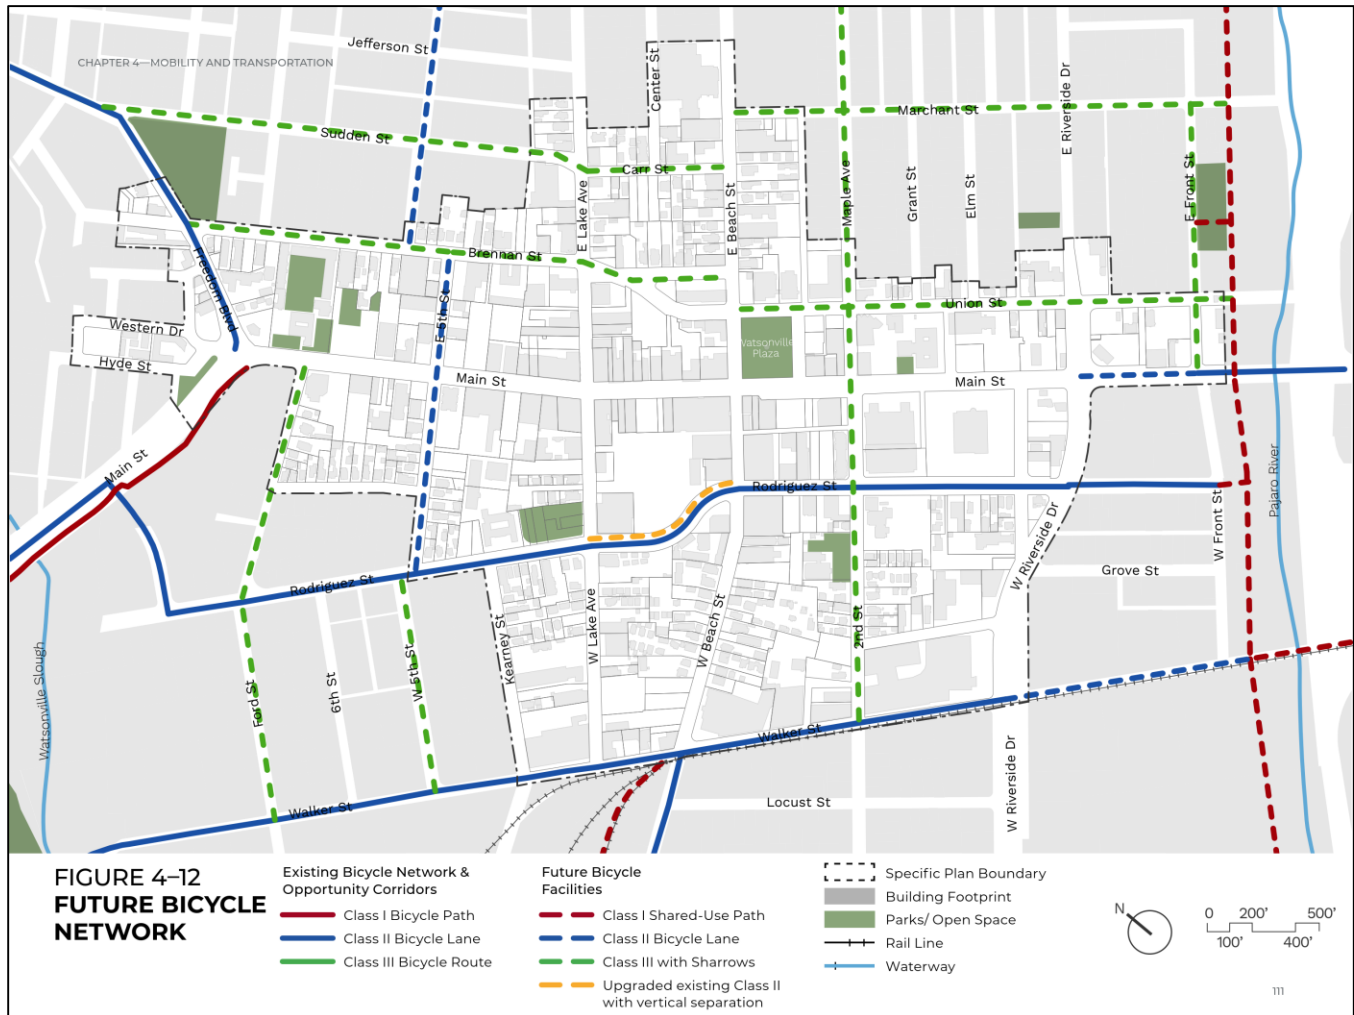 CHAPTER 4—MOBILITY AND TRANSPORTATION
Jefferson St
Center St
E Riverside Dr
Marchant St
Sudden St
Carr St
E Lake Ave
E Beach St
Maple Ave
Grant St
Elm St
E Front St
Brennan St
Freedom Blvd
E 5th St
Union St
Western Dr
Hyde St
Watsonville
Plaza
Main St
Main St
Main St
Rodriguez St
Pajaro River
W Front St
W Riverside Dr
Grove St
Rodriguez St
W Lake Ave
W Beach St
2nd St
Kearney St
W 5th St
6th St
Ford St
Watsonville Slough
Walker St
Walker St
Locust St
W Riverside Dr
FIGURE 4–12
FUTURE BICYCLE
NETWORK
Existing Bicycle Network &
Opportunity Corridors
Class I Bicycle Path
Class II Bicycle Lane
Class III Bicycle Route
Future Bicycle
Facilities
Class I Shared-Use Path
Class II Bicycle Lane
Class III with Sharrows
Upgraded existing Class II
with vertical separation
Specific Plan Boundary
Building Footprint
Parks/ Open Space
Rail Line
Waterway
N
0 200' 500'
100' 400'
111